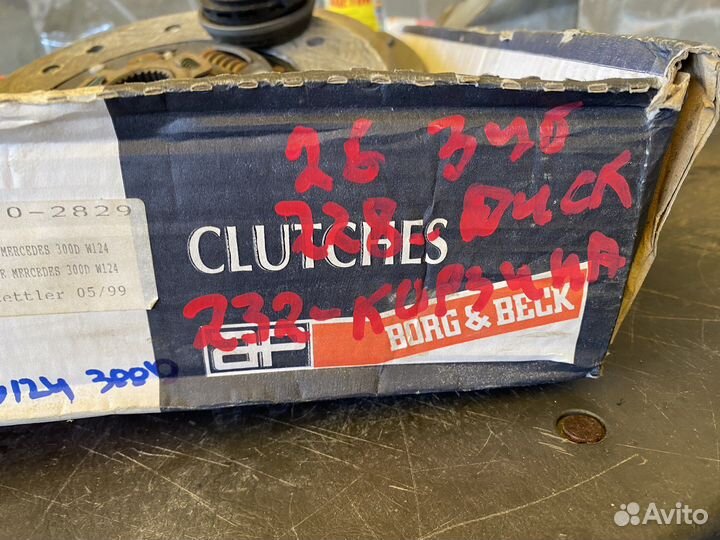 26 зуб
0-2829
228- диск
MERCEDES 300D W124
CLUTCHES
MERCEDES 300D W124
ettler 05/99
232-корзина
BORG & BECK
124 300D
Avito